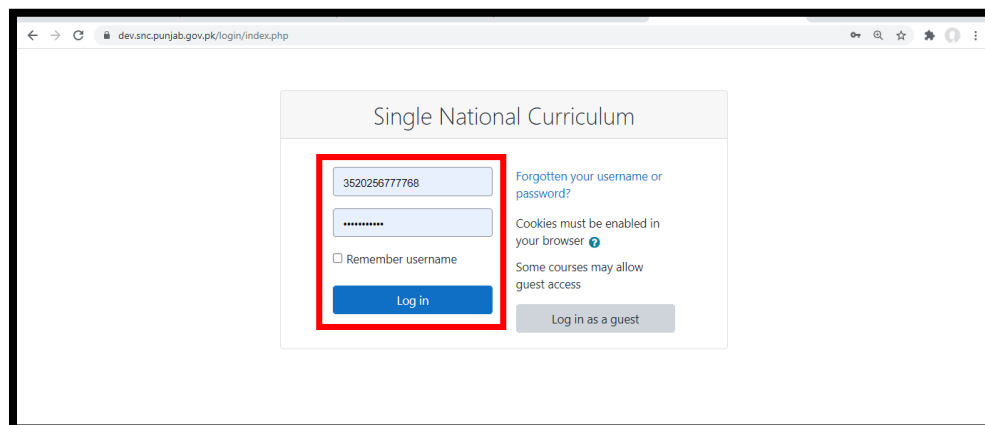 dev.snc.punjab.gov.pk/login/index.php
Single National Curriculum
3520256777768
•••••••••••
Remember username
Log in
Forgotten your username or
password?
Cookies must be enabled in
your browser ?
Some courses may allow
guest access
Log in as a guest